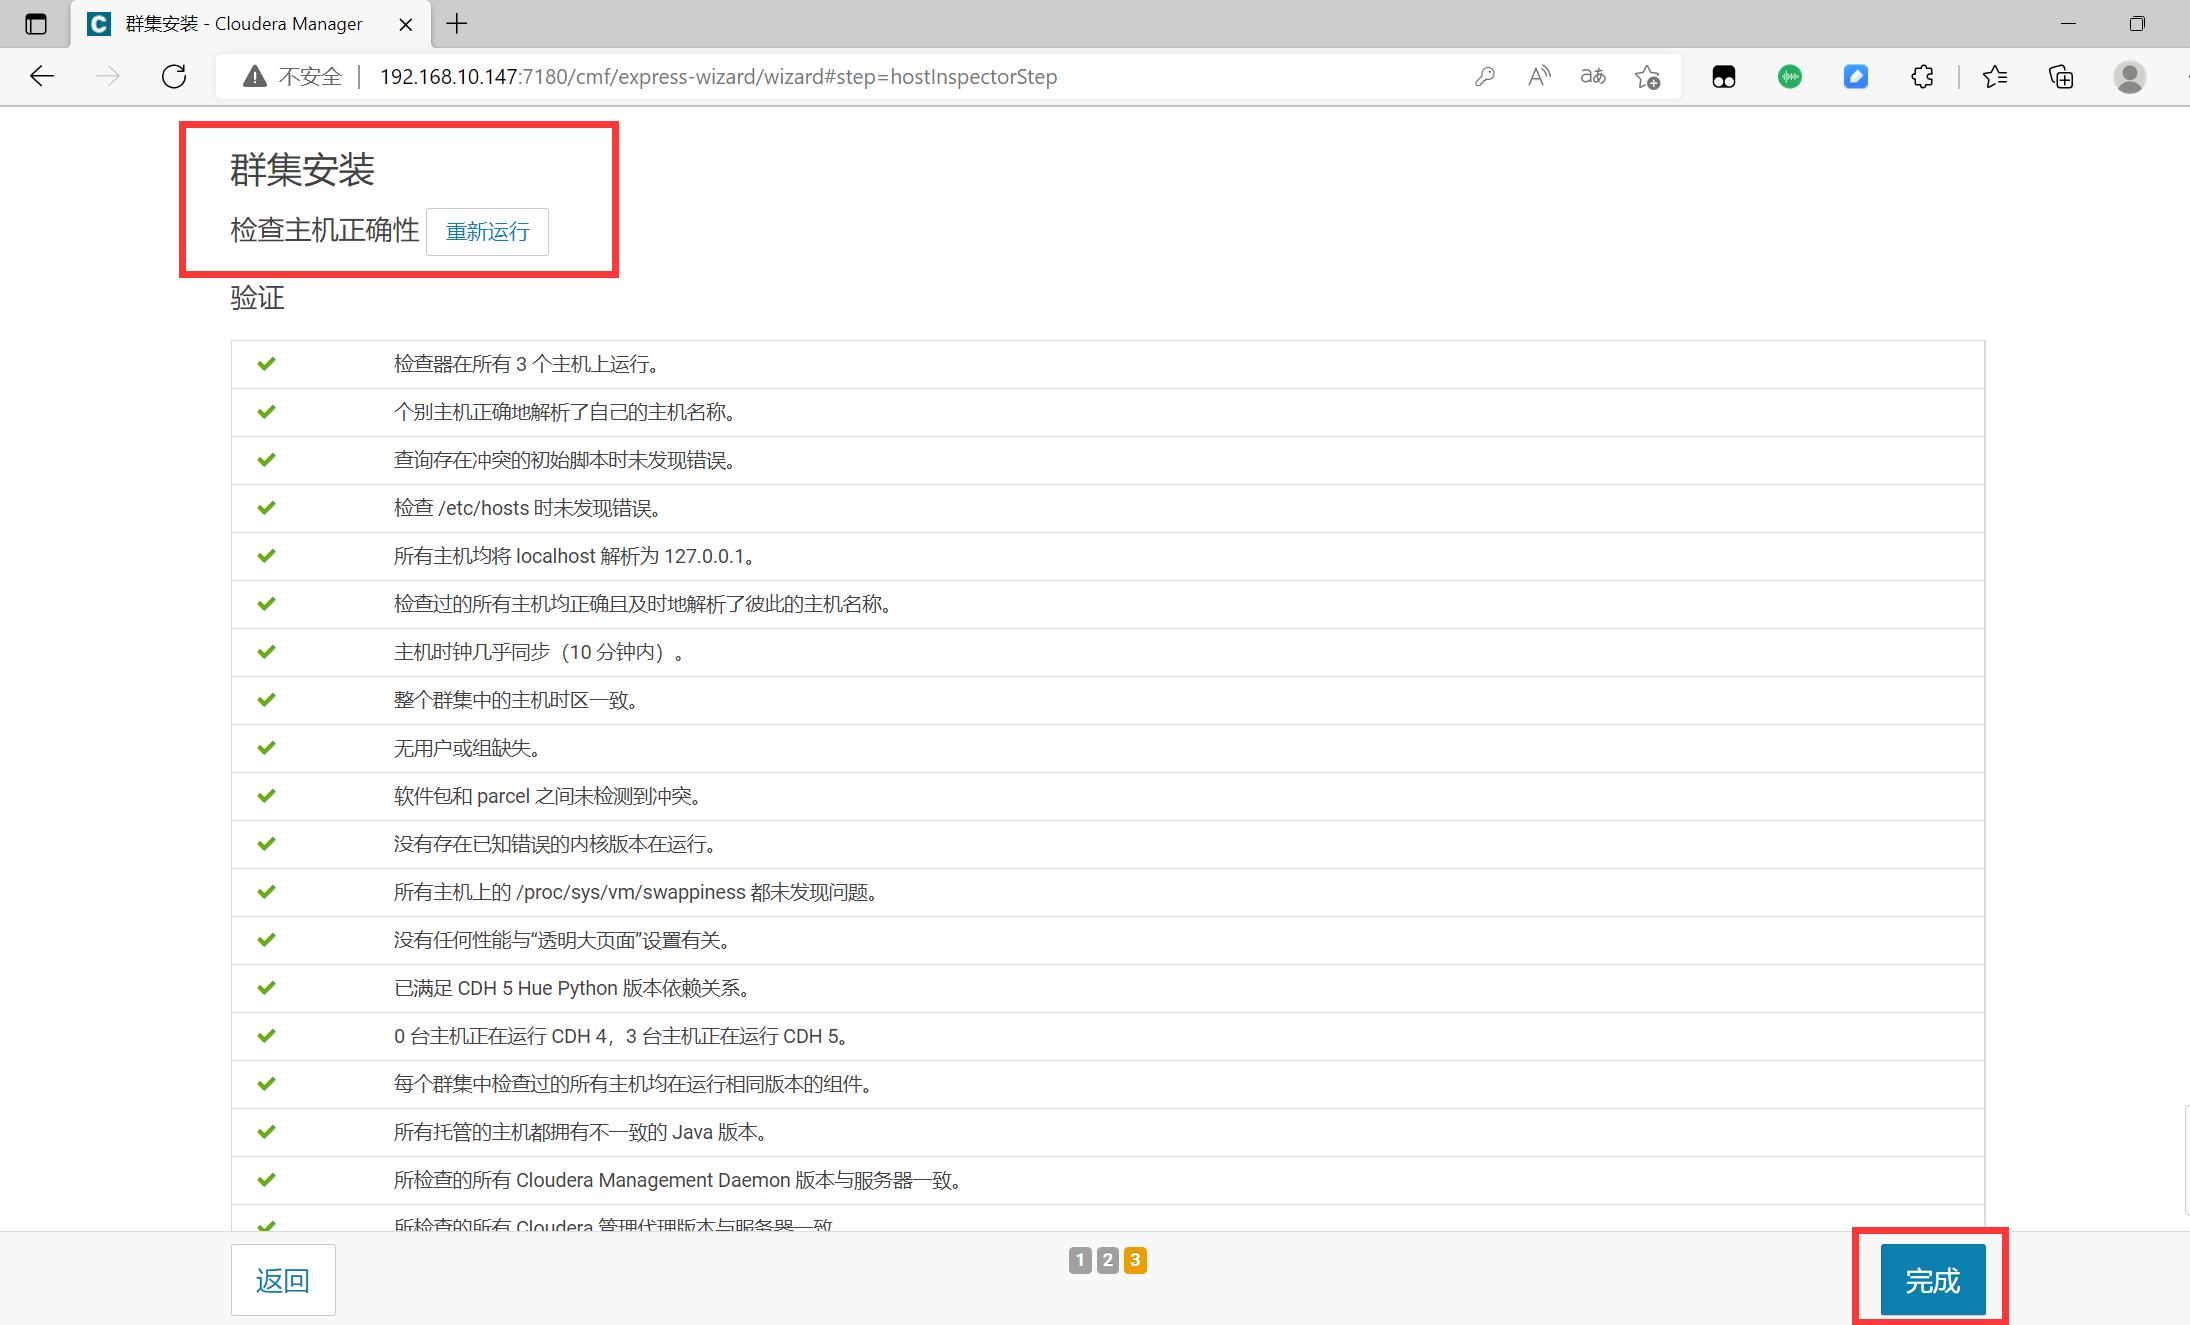 群集安装 - Cloudera Manager
不安全 192.168.10.147:7180/cmf/express-wizard/wizard#step=hostInspectorStep
群集安装
检查主机正确性 重新运行
验证
检查器在所有 3 个主机上运行。
个别主机正确地解析了自己的主机名称。
查询存在冲突的初始脚本时未发现错误。
检查 /etc/hosts 时未发现错误。
所有主机均将 localhost 解析为 127.0.0.1。
检查过的所有主机均正确且及时地解析了彼此的主机名称。
主机时钟几乎同步（10 分钟内）。
整个群集中的主机时区一致。
无用户或组缺失。
软件包和 parcel 之间未检测到冲突。
没有存在已知错误的内核版本在运行。
所有主机上的 /proc/sys/vm/swappiness 都未发现问题。
没有任何性能与“透明大页面”设置有关。
已满足 CDH 5 Hue Python 版本依赖关系。
0 台主机正在运行 CDH 4，3 台主机正在运行 CDH 5。
每个群集中检查过的所有主机均在运行相同版本的组件。
所有托管的主机都拥有不一致的 Java 版本。
所检查的所有 Cloudera Management Daemon 版本与服务器一致。
所检查的所有 Cloudera 管理代理版本与服务器一致
返回 1 2 3 完成